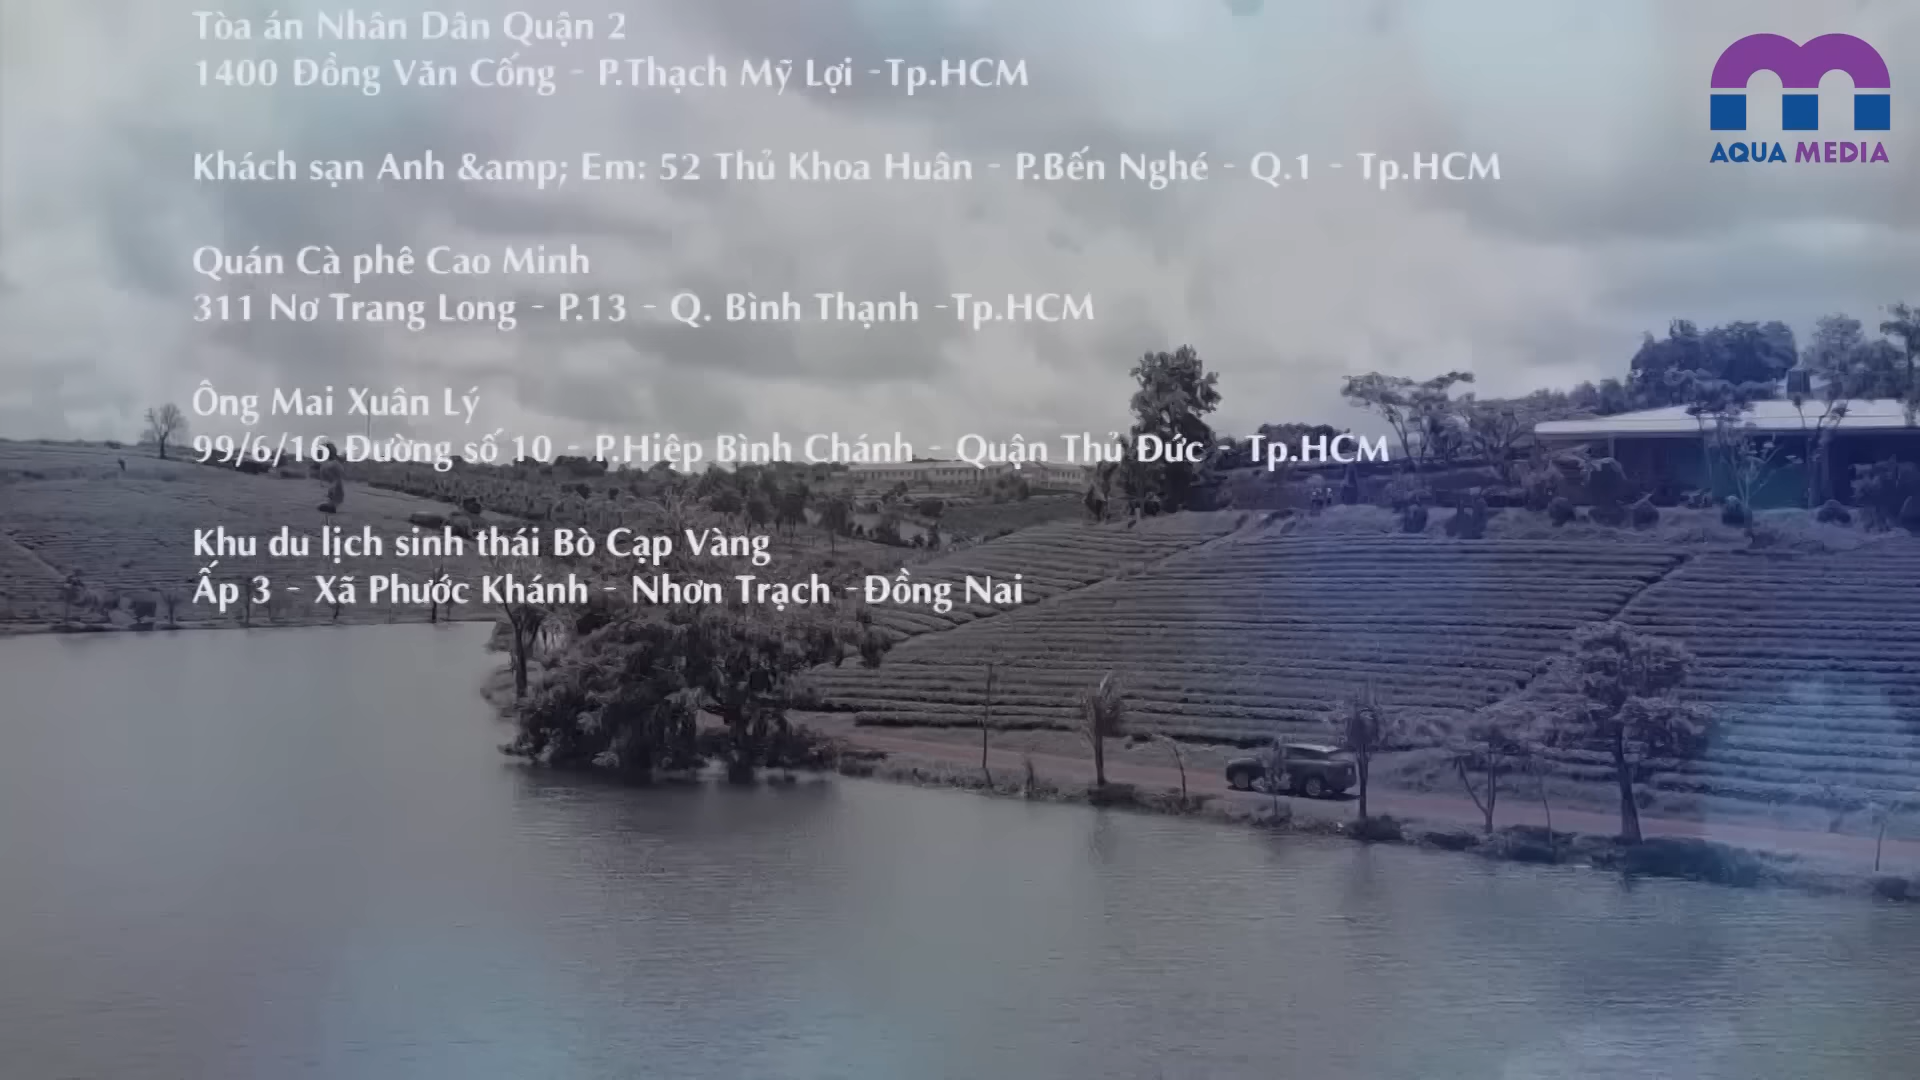 Tòa án Nhân Dân Quận 2
1400 Đồng Văn Cống - P.Thạch Mỹ Lợi -Tp.HCM
Khách sạn Anh &amp; Em: 52 Thủ Khoa Huân - P.Bến Nghé - Q.1 - Tp.HCM
Quán Cà phê Cao Minh
311 Nơ Trang Long - P.13 - Q. Bình Thạnh -Tp.HCM
Ông Mai Xuân Lý
99/6/16 Đường số 10 - P.Hiệp Bình Chánh - Quận Thủ Đức - Tp.HCM
Khu du lịch sinh thái Bò Cạp Vàng
Ấp 3 - Xã Phước Khánh - Nhơn Trạch -Đồng Nai
AQUA MEDIA